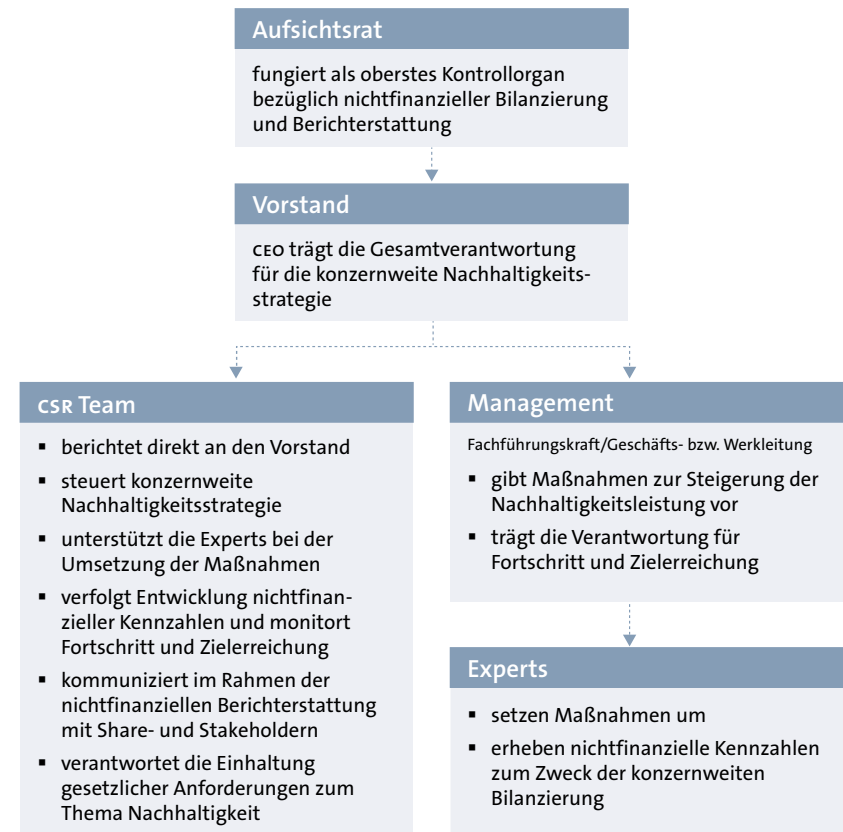 Aufsichtsrat
fungiert als oberstes Kontrollorgan
bezüglich nichtfinanzieller Bilanzierung
und Berichterstattung
Vorstand
CEO trägt die Gesamtverantwortung
für die konzernweite Nachhaltigkeits-
strategie
CSR Team
▪ berichtet direkt an den Vorstand
▪ steuert konzernweite
Nachhaltigkeitsstrategie
▪ unterstützt die Experts bei der
Umsetzung der Maßnahmen
▪ verfolgt Entwicklung nichtfinan-
zieller Kennzahlen und monitort
Fortschritt und Zielerreichung
▪ kommuniziert im Rahmen der
nichtfinanziellen Berichterstattung
mit Share- und Stakeholdern
▪ verantwortet die Einhaltung
gesetzlicher Anforderungen zum
Thema Nachhaltigkeit
Management
Fachführungskraft/Geschäfts- bzw. Werkleitung
▪ gibt Maßnahmen zur Steigerung der
Nachhaltigkeitsleistung vor
▪ trägt die Verantwortung für
Fortschritt und Zielerreichung
Experts
▪ setzen Maßnahmen um
▪ erheben nichtfinanzielle Kennzahlen
zum Zweck der konzernweiten
Bilanzierung